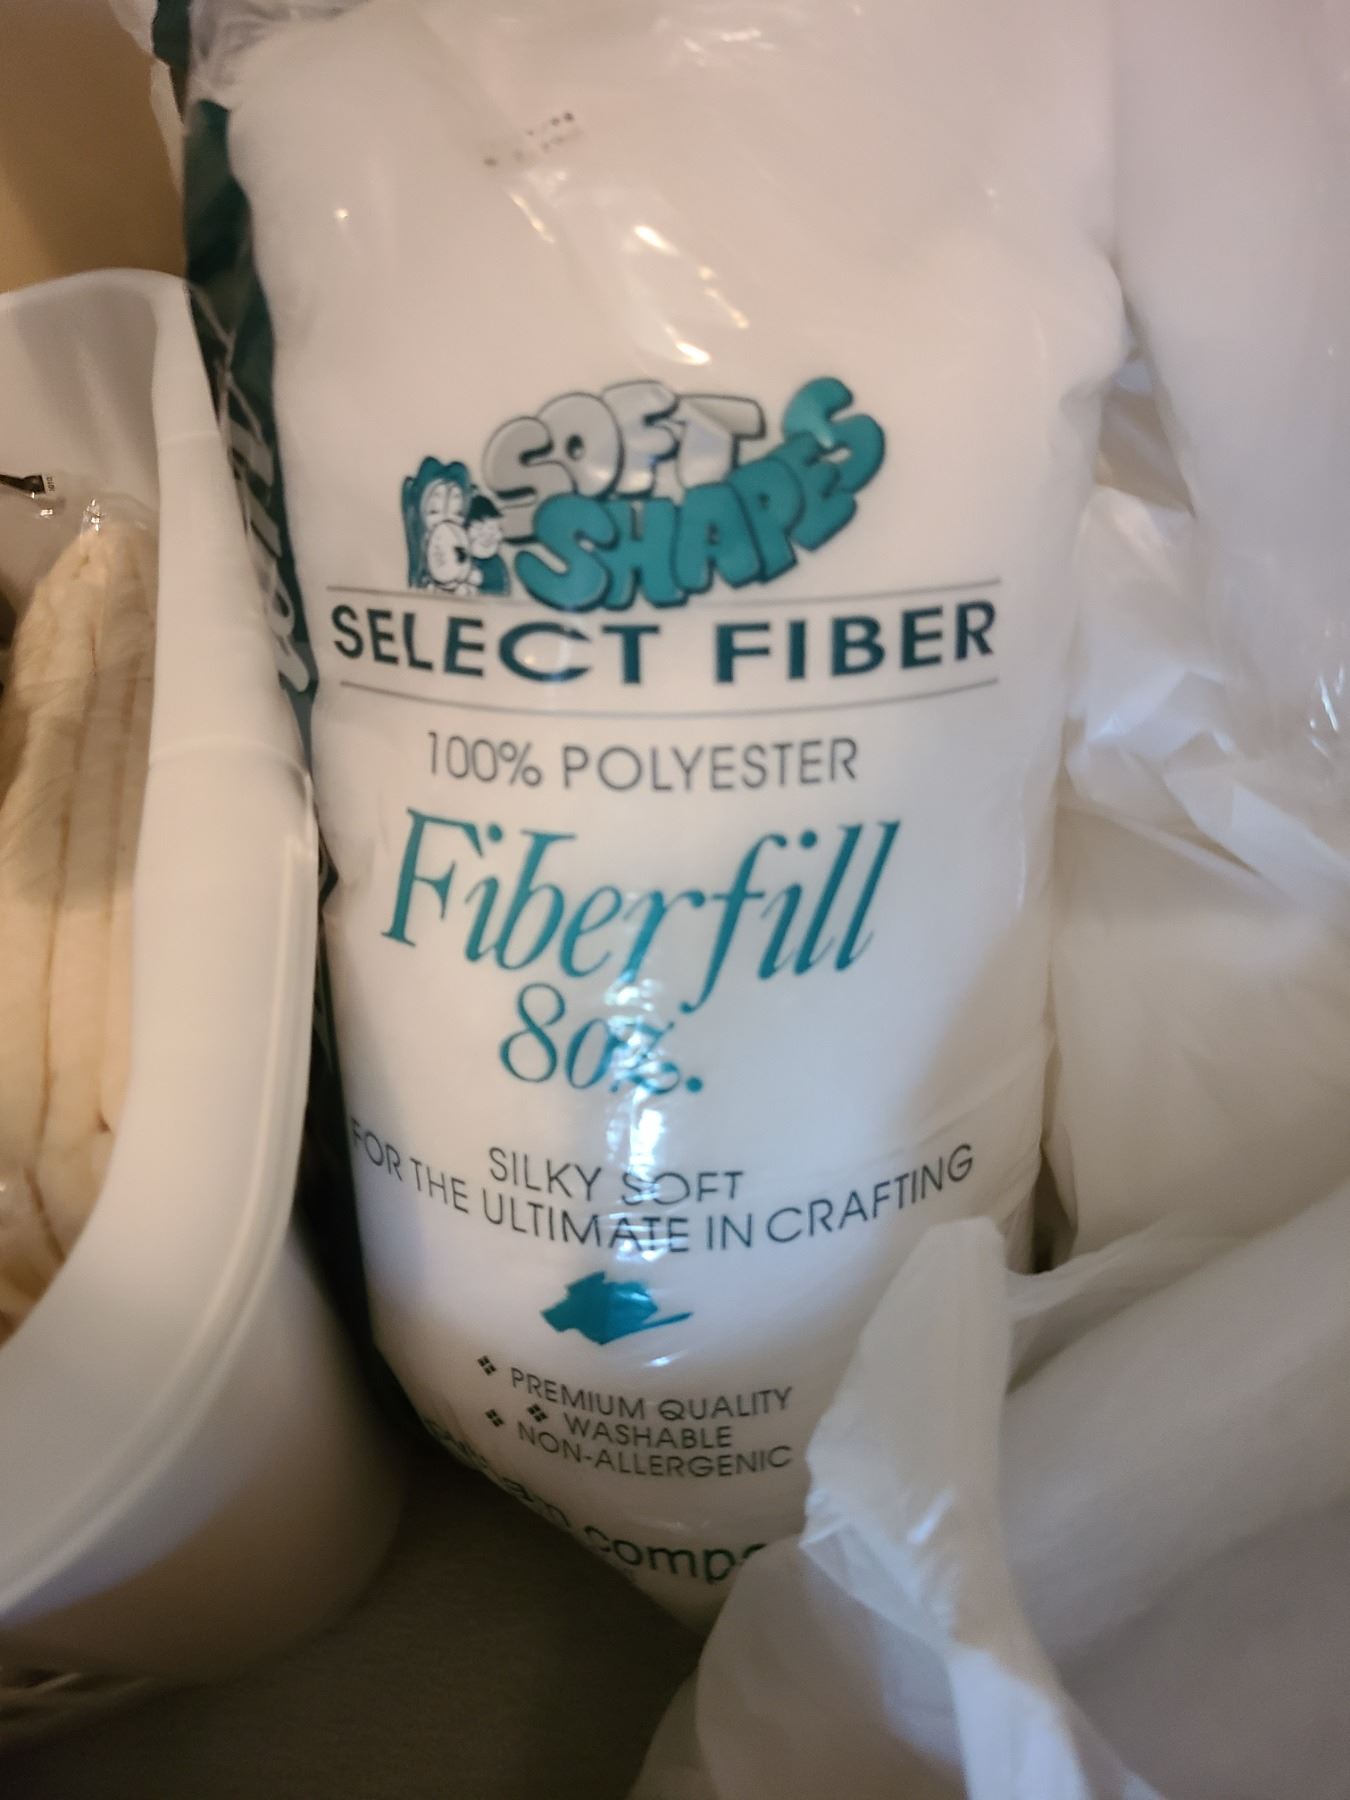 SOFT
SHAPES
SELECT FIBER
100% POLYESTER
Fiberfill
8oz.
SILKY SOFT
FOR THE ULTIMATE IN CRAFTING
PREMIUM QUALITY
WASHABLE
NON-ALLERGENIC